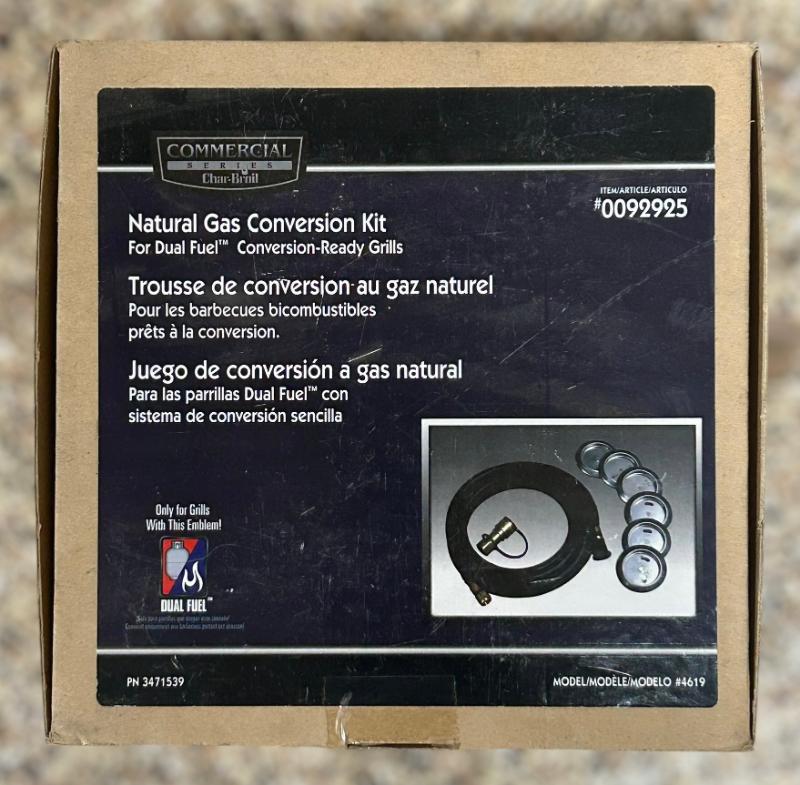 COMMERCIAL
SERIES
Char-Broil
ITEM/ARTICLE/ARTICULO
#0092925
Natural Gas Conversion Kit
For Dual Fuel™ Conversion-Ready Grills
Trousse de conversion au gaz naturel
Pour les barbecues bicombustibles
prêts à la conversion.
Juego de conversión a gas natural
Para las parrillas Dual Fuel™ con
sistema de conversión sencilla
Only for Grills
With This Emblem!
DUAL FUEL™
PN 3471539
MODEL/MODÈLE/MODELO #4619